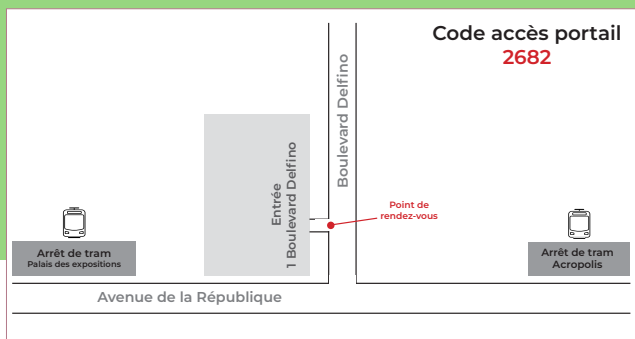 Code accès portail
2682
Boulevard Delfino
Entrée
1 Boulevard Delfino
Point de
rendez-vous
Arrêt de tram
Palais des expositions
Arrêt de tram
Acropolis
Avenue de la République